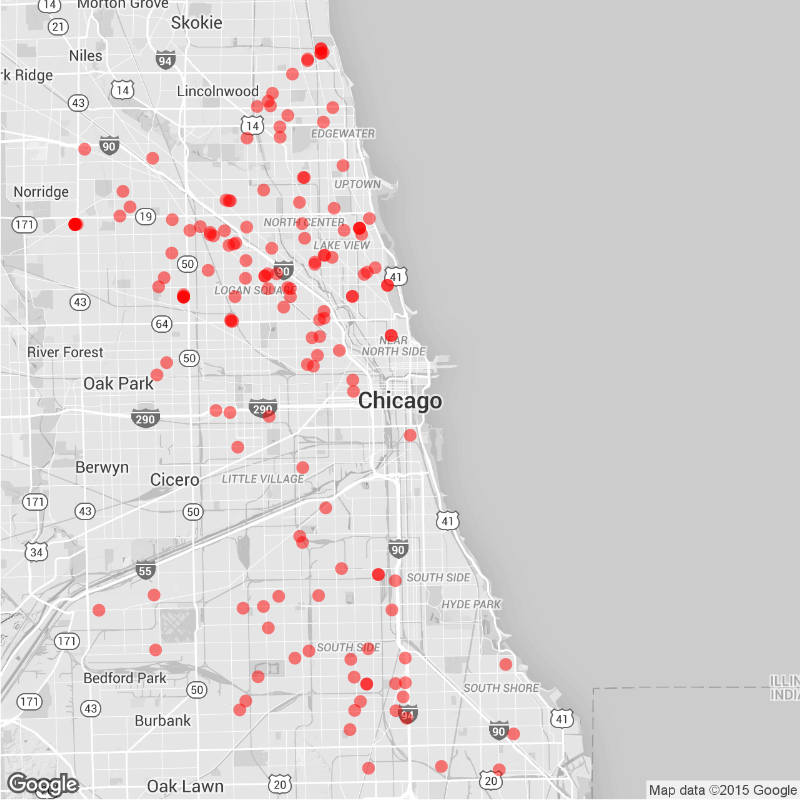 14
Morton Grove
21
Skokie
Niles
94
rk Ridge
14
Lincolnwood
43
14
EDGEWATER
90
Norridge
UPTOWN
171
19
NORTH CENTER
LAKE VIEW
50
90
41
LOGAN SQUARE
43
64
NEAR
NORTH SIDE
River Forest
50
Oak Park
290
290
Chicago
Berwyn
Cicero
LITTLE VILLAGE
171
43
50
41
34
90
55
SOUTH SIDE
HYDE PARK
171
SOUTH SIDE
Bedford Park
50
SOUTH SHORE
ILLIN
INDIA
171
43
Burbank
94
90
41
Google
Oak Lawn
20
20
Map data ©2015 Google